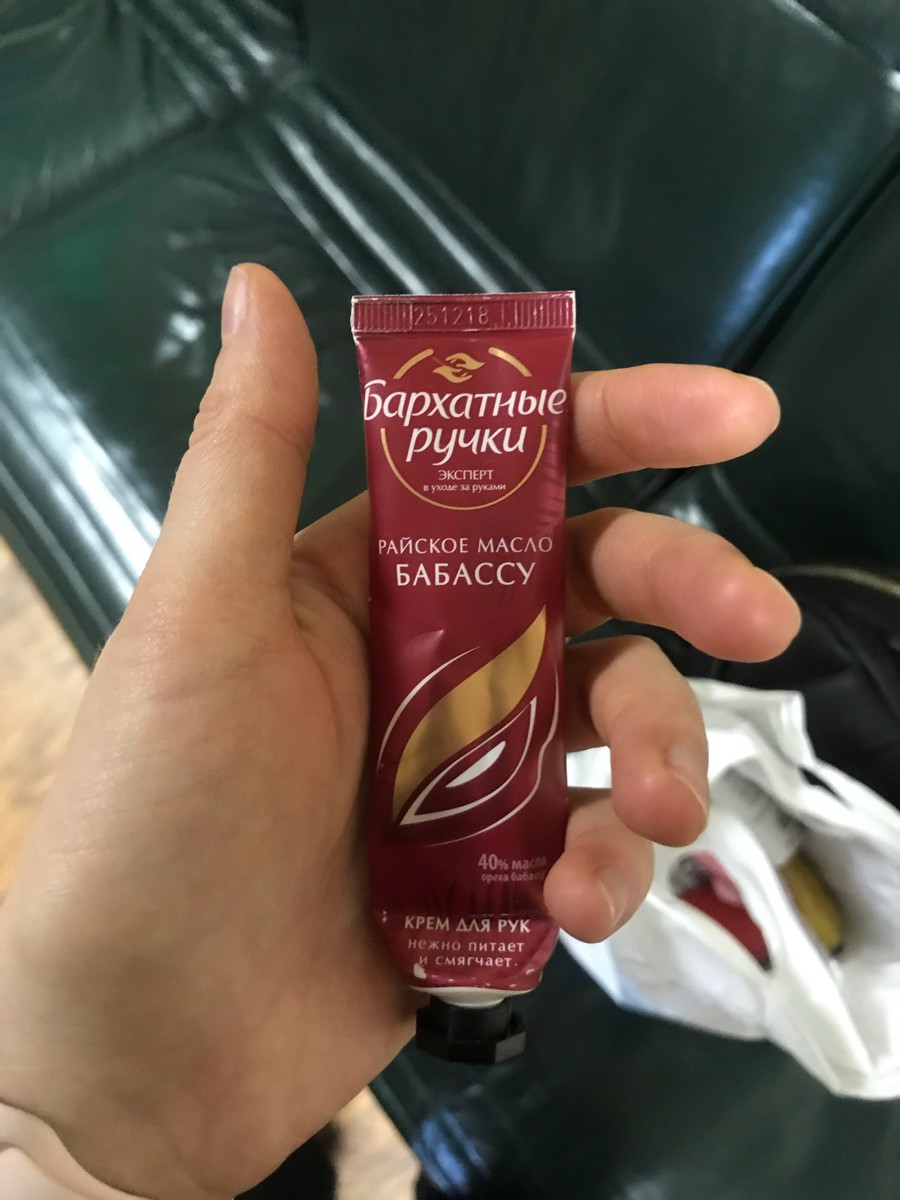 251218
Бархатные
ручки
ЭКСПЕРТ
в уходе за руками
РАЙСКОЕ МАСЛО
БАБАССУ
40% масла
ореха
КРЕМ ДЛЯ РУК
нежно питает
и смягчает